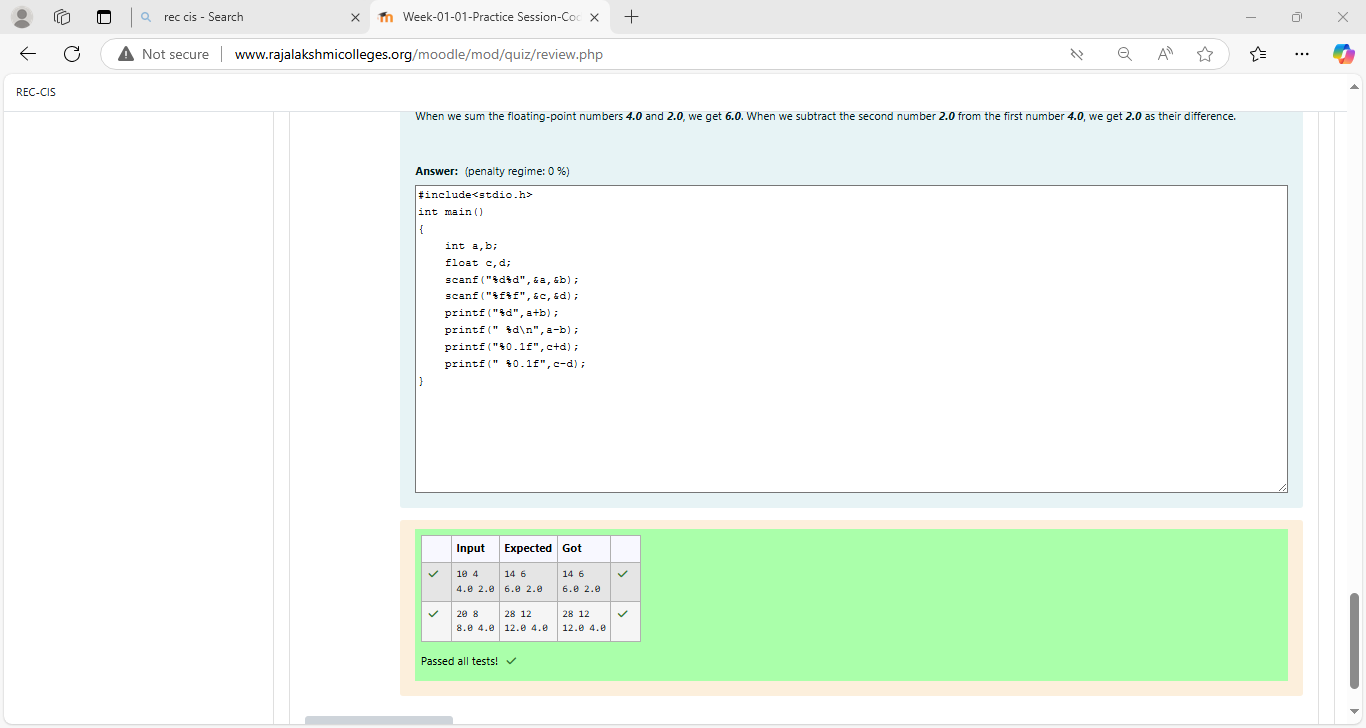 rec cis - Search
Week-01-01-Practice Session-Coc
Not secure
www.rajalakshmicolleges.org/moodle/mod/quiz/review.php
REC-CIS
When we sum the floating-point numbers 4.0 and 2.0, we get 6.0. When we subtract the second number 2.0 from the first number 4.0, we get 2.0 as their difference.
Answer: (penalty regime: 0 %)
#include<stdio.h>
int main()
{
    int a,b;
    float c,d;
    scanf("%d%d",&a,&b);
    scanf("%f%f",&c,&d);
    printf("%d",a+b);
    printf(" %d\n",a-b);
    printf("%0.1f",c+d);
    printf(" %0.1f",c-d);
}
Input Expected Got
10 4 14 6 14 6
4.0 2.0 6.0 2.0 6.0 2.0
20 8 28 12 28 12
8.0 4.0 12.0 4.0 12.0 4.0
Passed all tests!